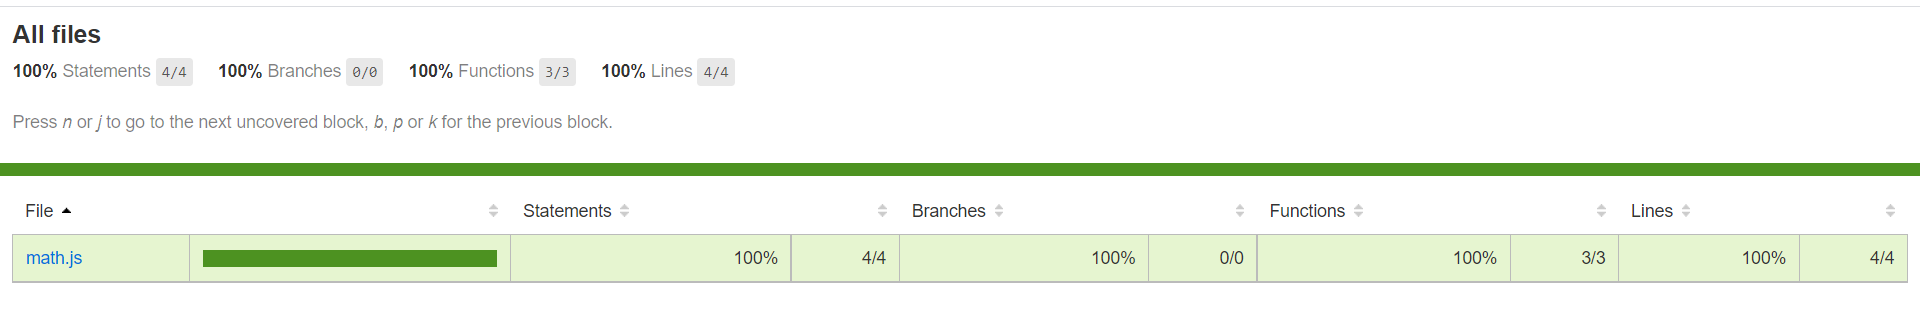 All files
100% Statements 4/4 100% Branches 0/0 100% Functions 3/3 100% Lines 4/4
Press n or j to go to the next uncovered block, b, p or k for the previous block.
File Statements Branches Functions Lines
math.js 100% 4/4 100% 0/0 100% 3/3 100% 4/4